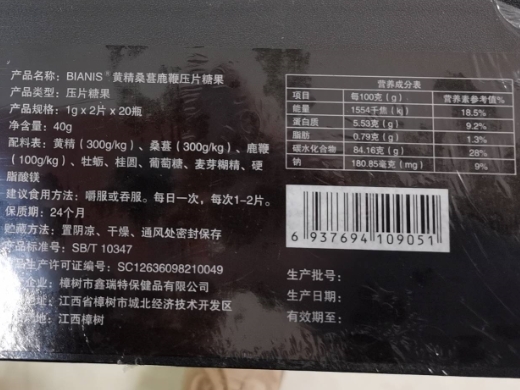 产品名称：BIANIS®黄精桑葚鹿鞭压片糖果
产品类型：压片糖果
产品规格：1g×2片×20瓶
净含量：40g
配料表：黄精（300g/kg）、桑葚（300g/kg）、鹿鞭
（100g/kg）、牡蛎、桂圆、葡萄糖、麦芽糊精、硬
脂酸镁
建议食用方法：嚼服或吞服。每日一次，每次1-2片。
保质期：24个月
贮藏方法：置阴凉、干燥、通风处密封保存
产品标准号：SB/T 10347
品生产许可证编号：SC12636098210049
商：樟树市鑫瑞特保健品有限公司
江西省樟树市城北经济技术开发区
地：江西樟树
营养成分表
项目 每100克(g) 营养素参考值%
能量 1554千焦(kj) 18.5%
蛋白质 5.53克(g) 9.2%
脂肪 0.79克(g) 1.3%
碳水化合物 84.16克(g) 28%
钠 180.85毫克(mg) 9%
6 937694 109051
生产批号：
生产日期：
有效期至：